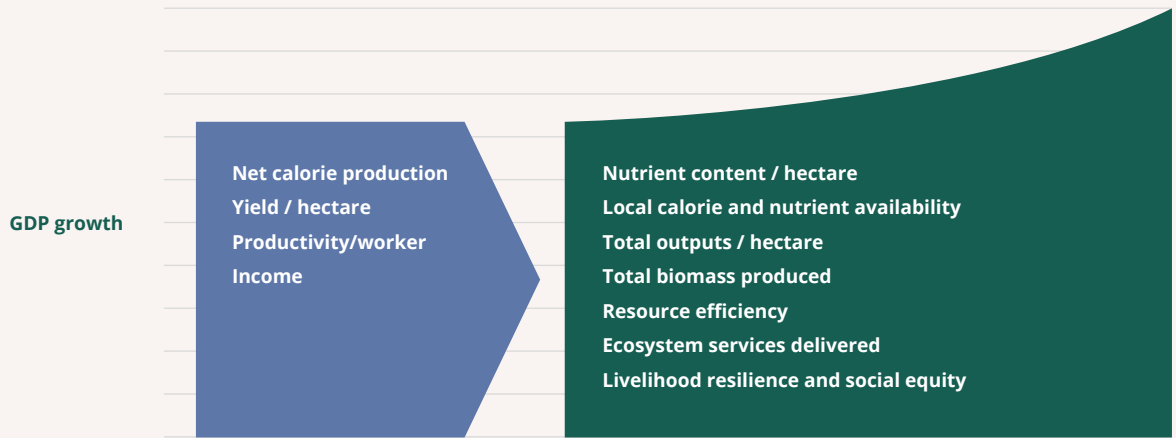 GDP growth
Net calorie production
Yield / hectare
Productivity/worker
Income
Nutrient content / hectare
Local calorie and nutrient availability
Total outputs / hectare
Total biomass produced
Resource efficiency
Ecosystem services delivered
Livelihood resilience and social equity